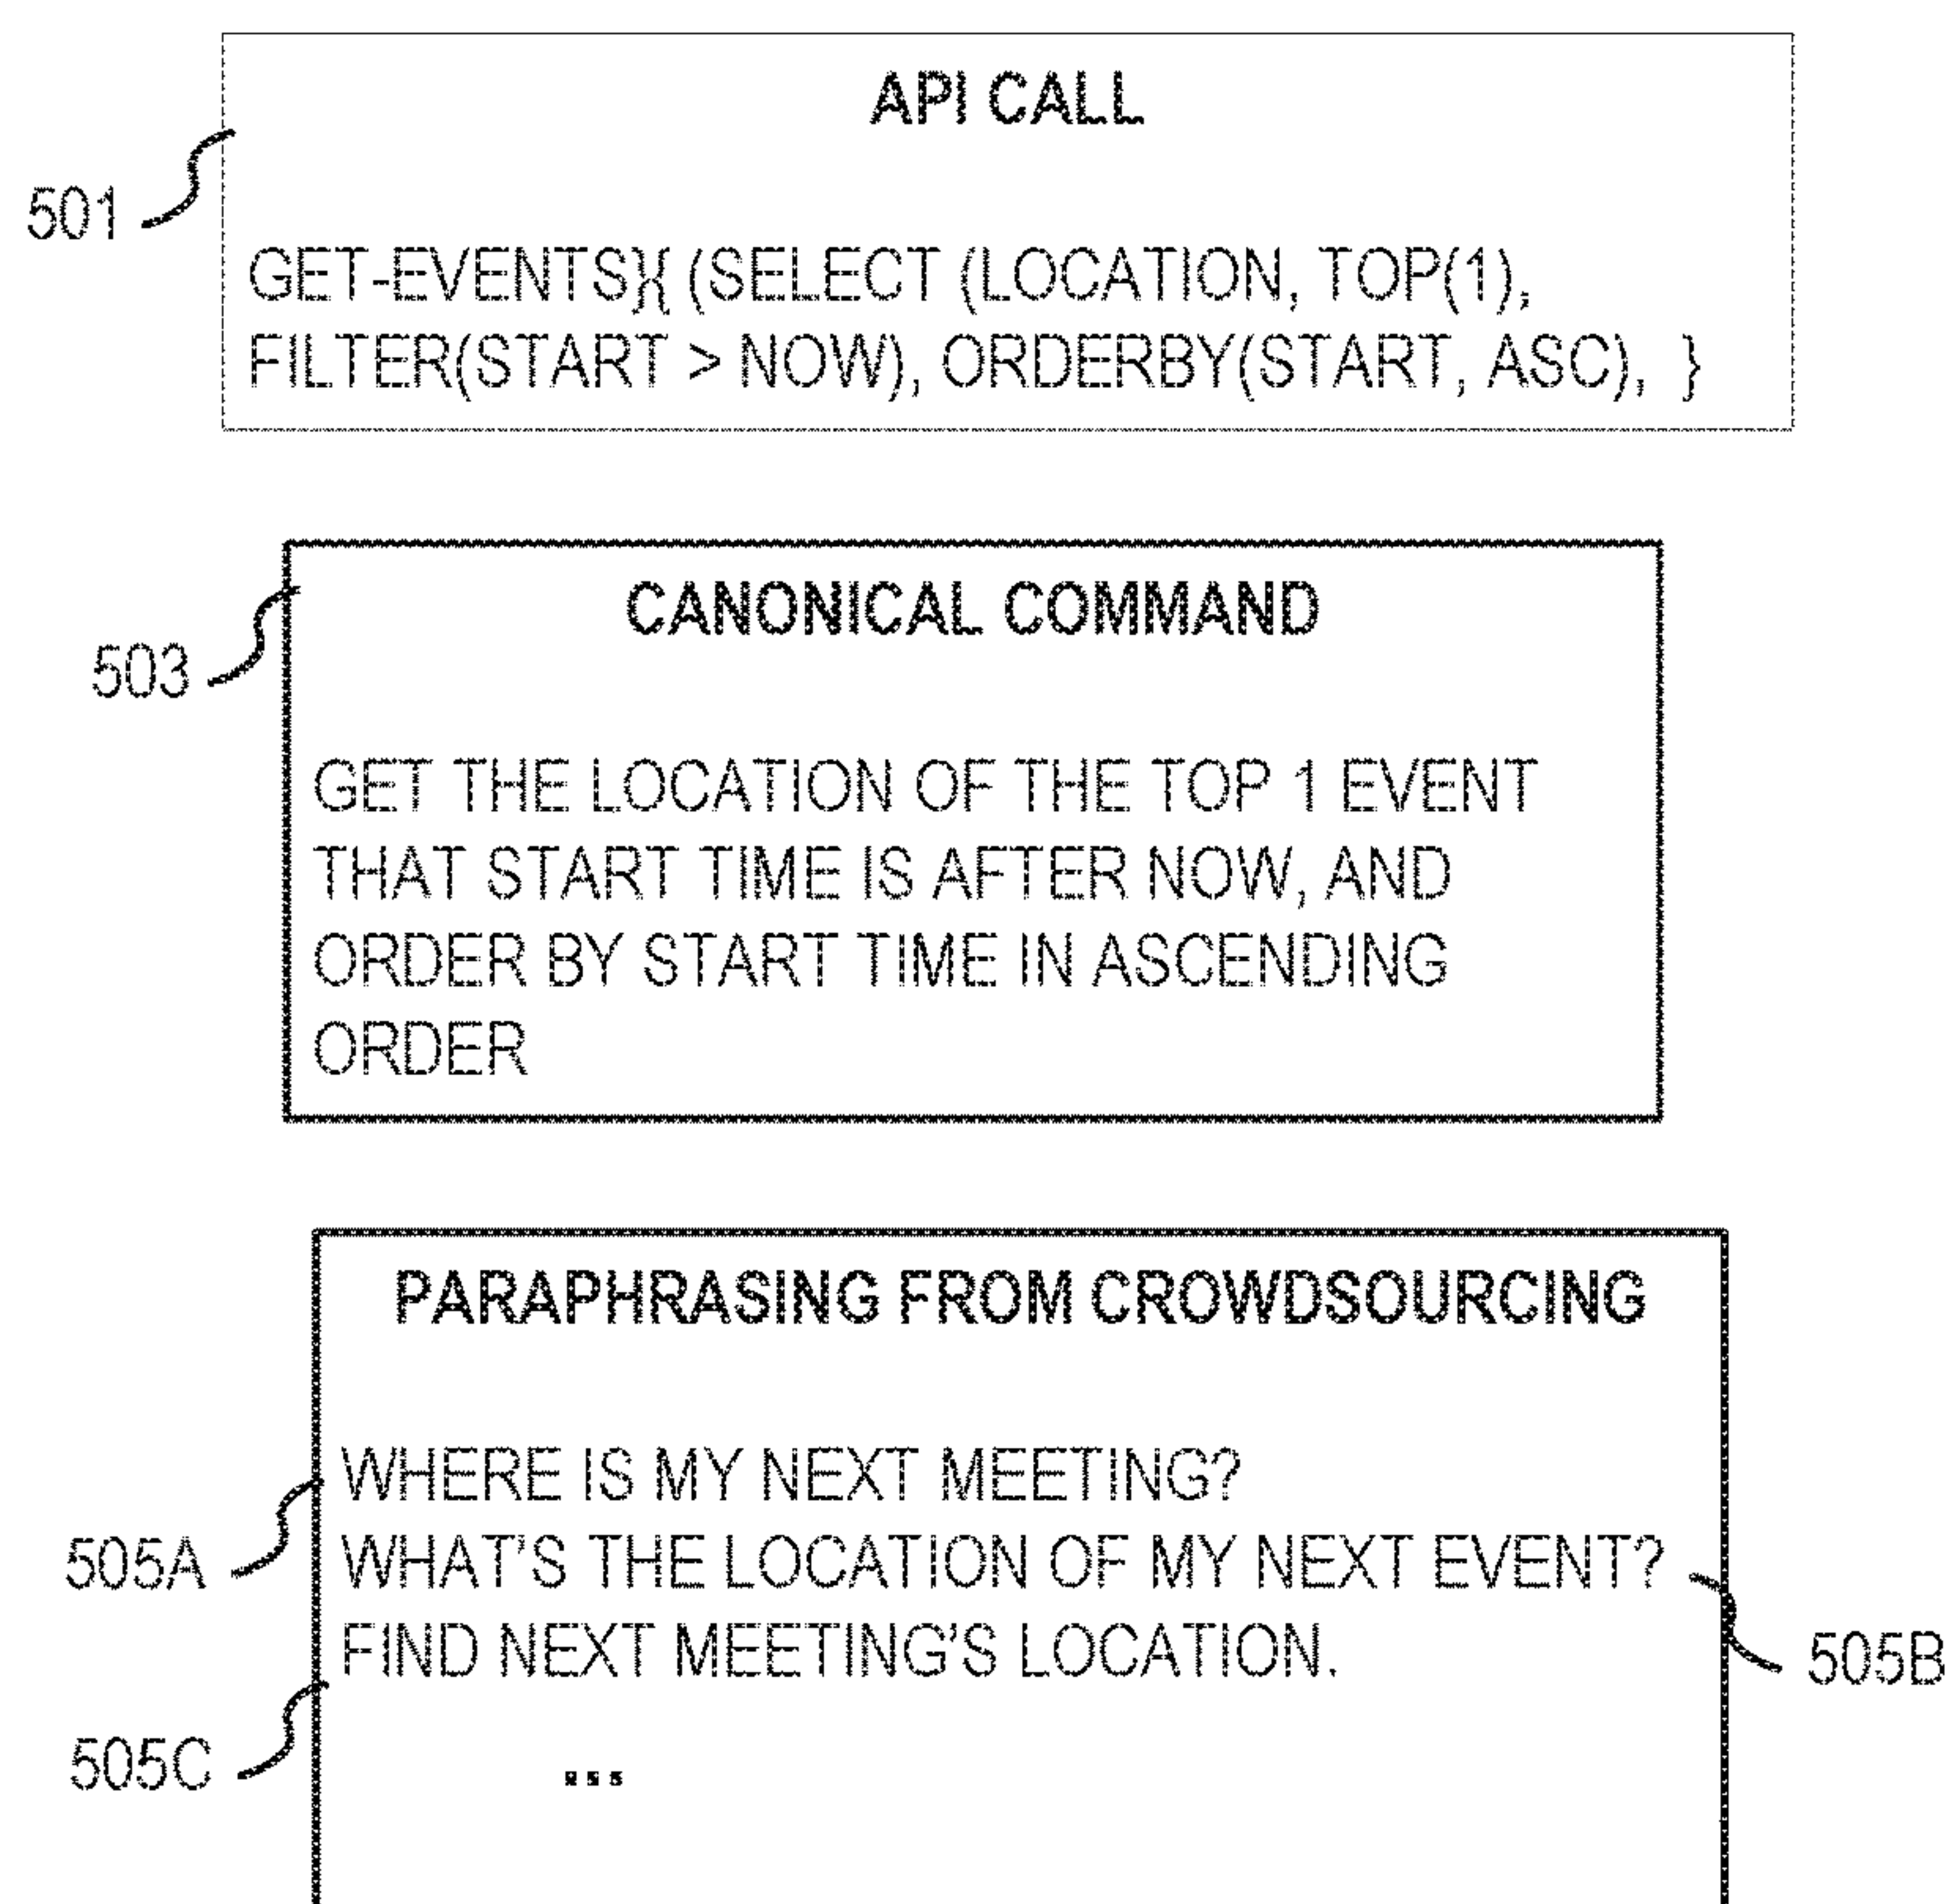 API CALL
501
GET-EVENTS}{ (SELECT (LOCATION, TOP(1),
FILTER(START > NOW), ORDERBY(START, ASC),  }
CANONICAL COMMAND
503
GET THE LOCATION OF THE TOP 1 EVENT
THAT START TIME IS AFTER NOW, AND
ORDER BY START TIME IN ASCENDING
ORDER
PARAPHRASING FROM CROWDSOURCING
WHERE IS MY NEXT MEETING?
505A
WHAT'S THE LOCATION OF MY NEXT EVENT?
505B
FIND NEXT MEETING'S LOCATION.
505C
...